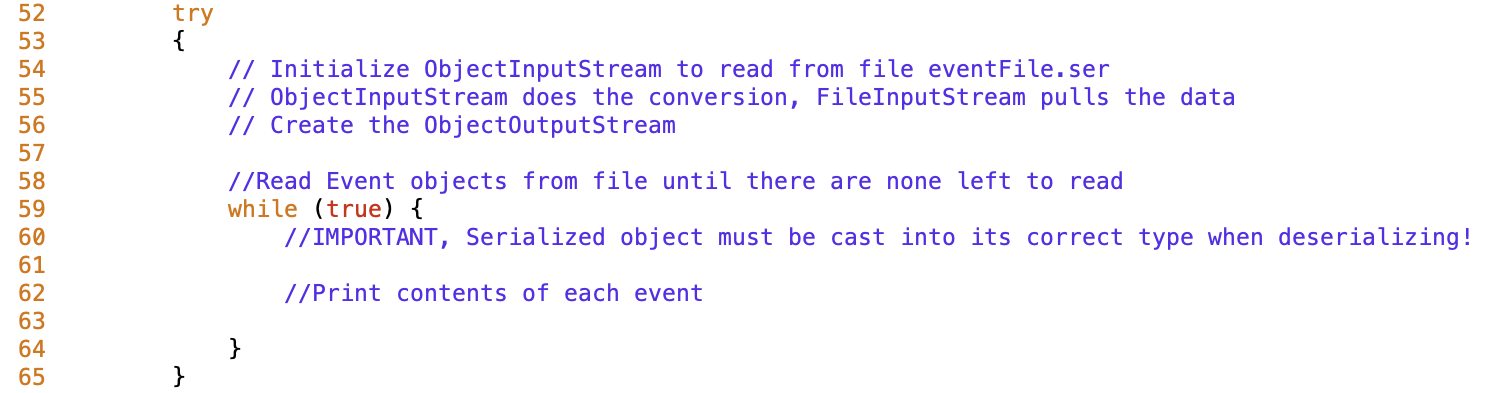 52 try
53 {
54 // Initialize ObjectInputStream to read from file eventFile.ser
55 // ObjectInputStream does the conversion, FileInputStream pulls the data
56 // Create the ObjectOutputStream
57
58 //Read Event objects from file until there are none left to read
59 while (true) {
60 //IMPORTANT, Serialized object must be cast into its correct type when deserializing!
61
62 //Print contents of each event
63
64 }
65 }